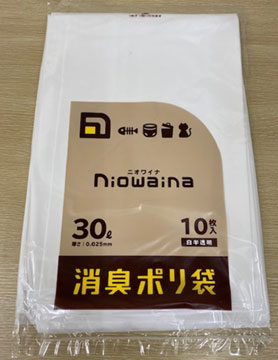 ニオワイナ
niowaina
30ℓ
厚さ:0.025mm
10枚入
白半透明
消臭ポリ袋